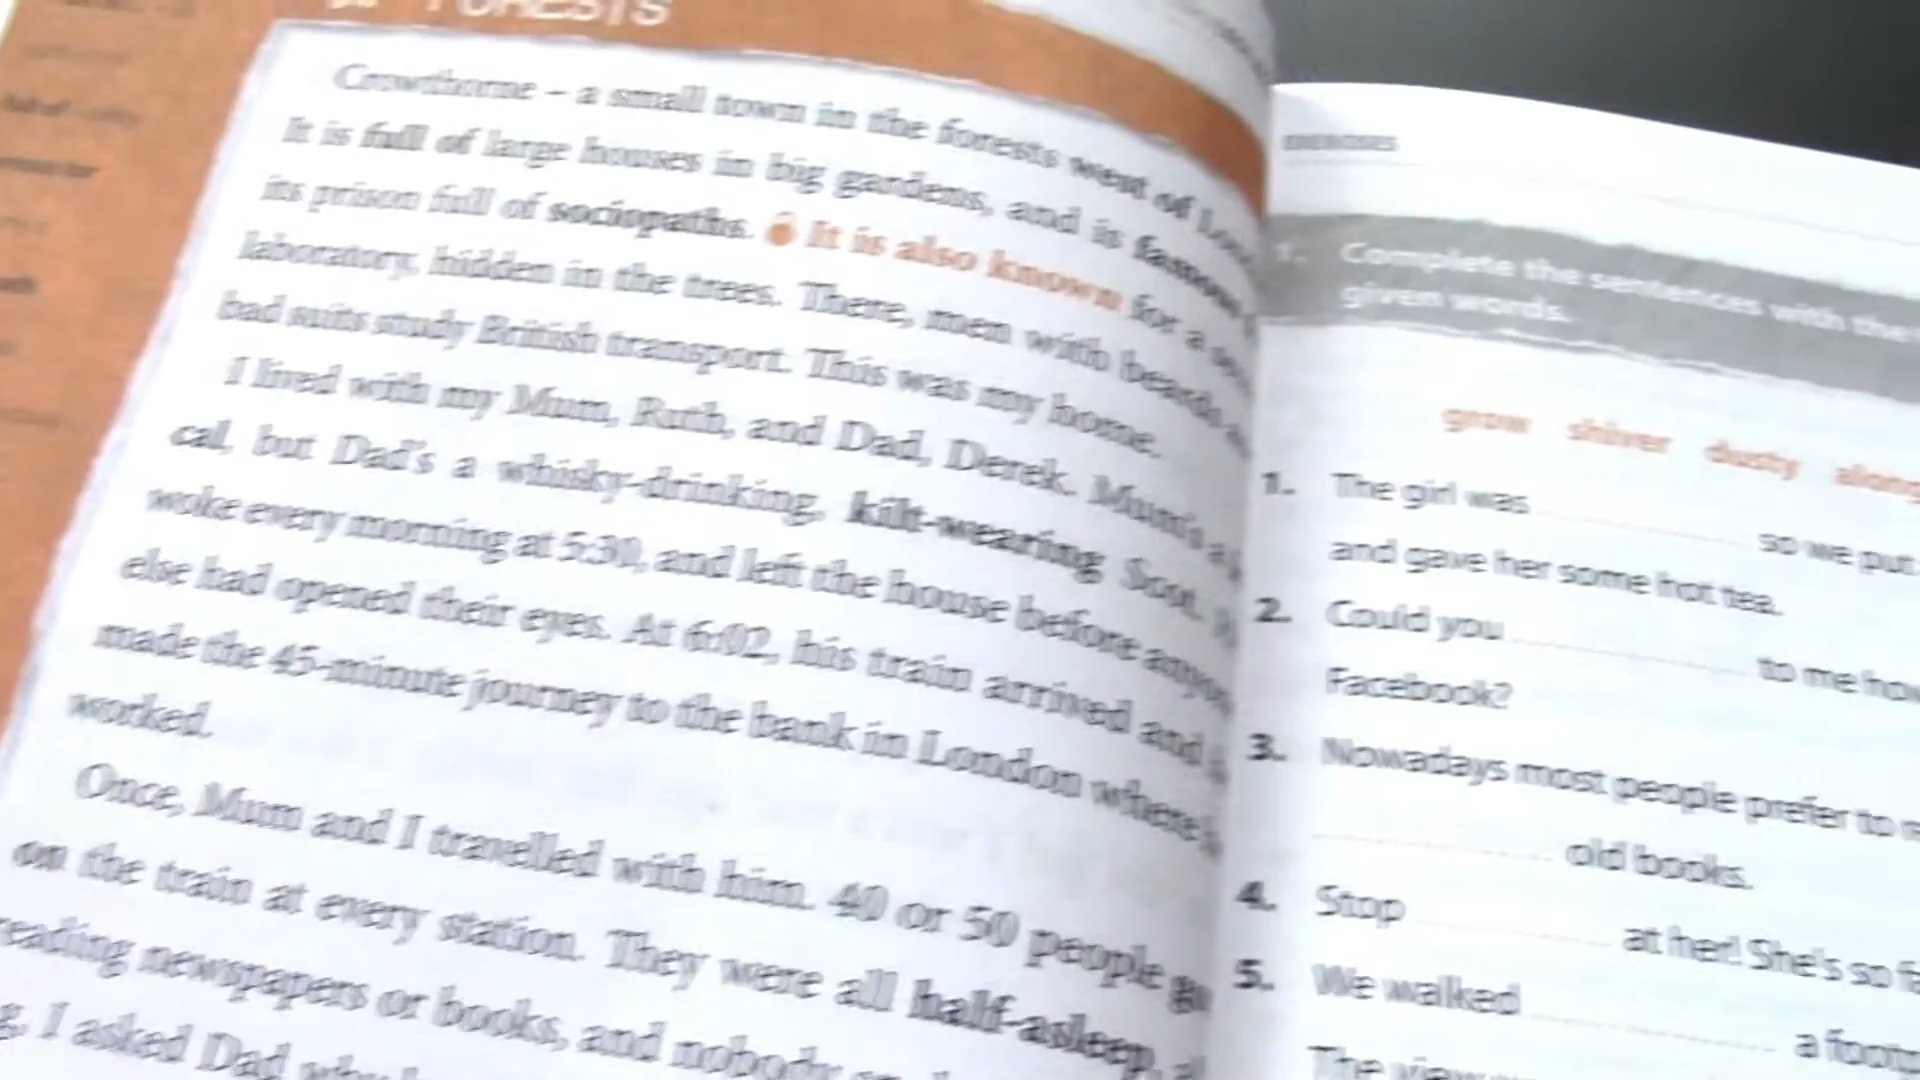 FORESTS
Crowthorne – a small town in the forests west of
It is full of large houses in big gardens, and is famous
its prison full of sociopaths. It is also known for a
laboratory, hidden in the trees. There, men with beards
bad suits study British transport. This was my home.
I lived with my Mum, Ruth, and Dad, Derek. Mum's
cal, but Dad's a whisky-drinking, kilt-wearing Scot.
woke every morning at 5:30, and left the house before
else had opened their eyes. At 6:02, his train arrived and
made the 45-minute journey to the bank in London where
worked.
Once, Mum and I travelled with him. 40 or 50 people
on the train at every station. They were all half-asleep,
reading newspapers or books, and nobody
I asked Dad why
EXERCISES
1. Complete the sentences with the
given words.
grow shiver dusty along
1. The girl was so we put
and gave her some hot tea.
2. Could you to me how
Facebook?
3. Nowadays most people prefer to
old books.
4. Stop at her! She's so
5. We walked a
The